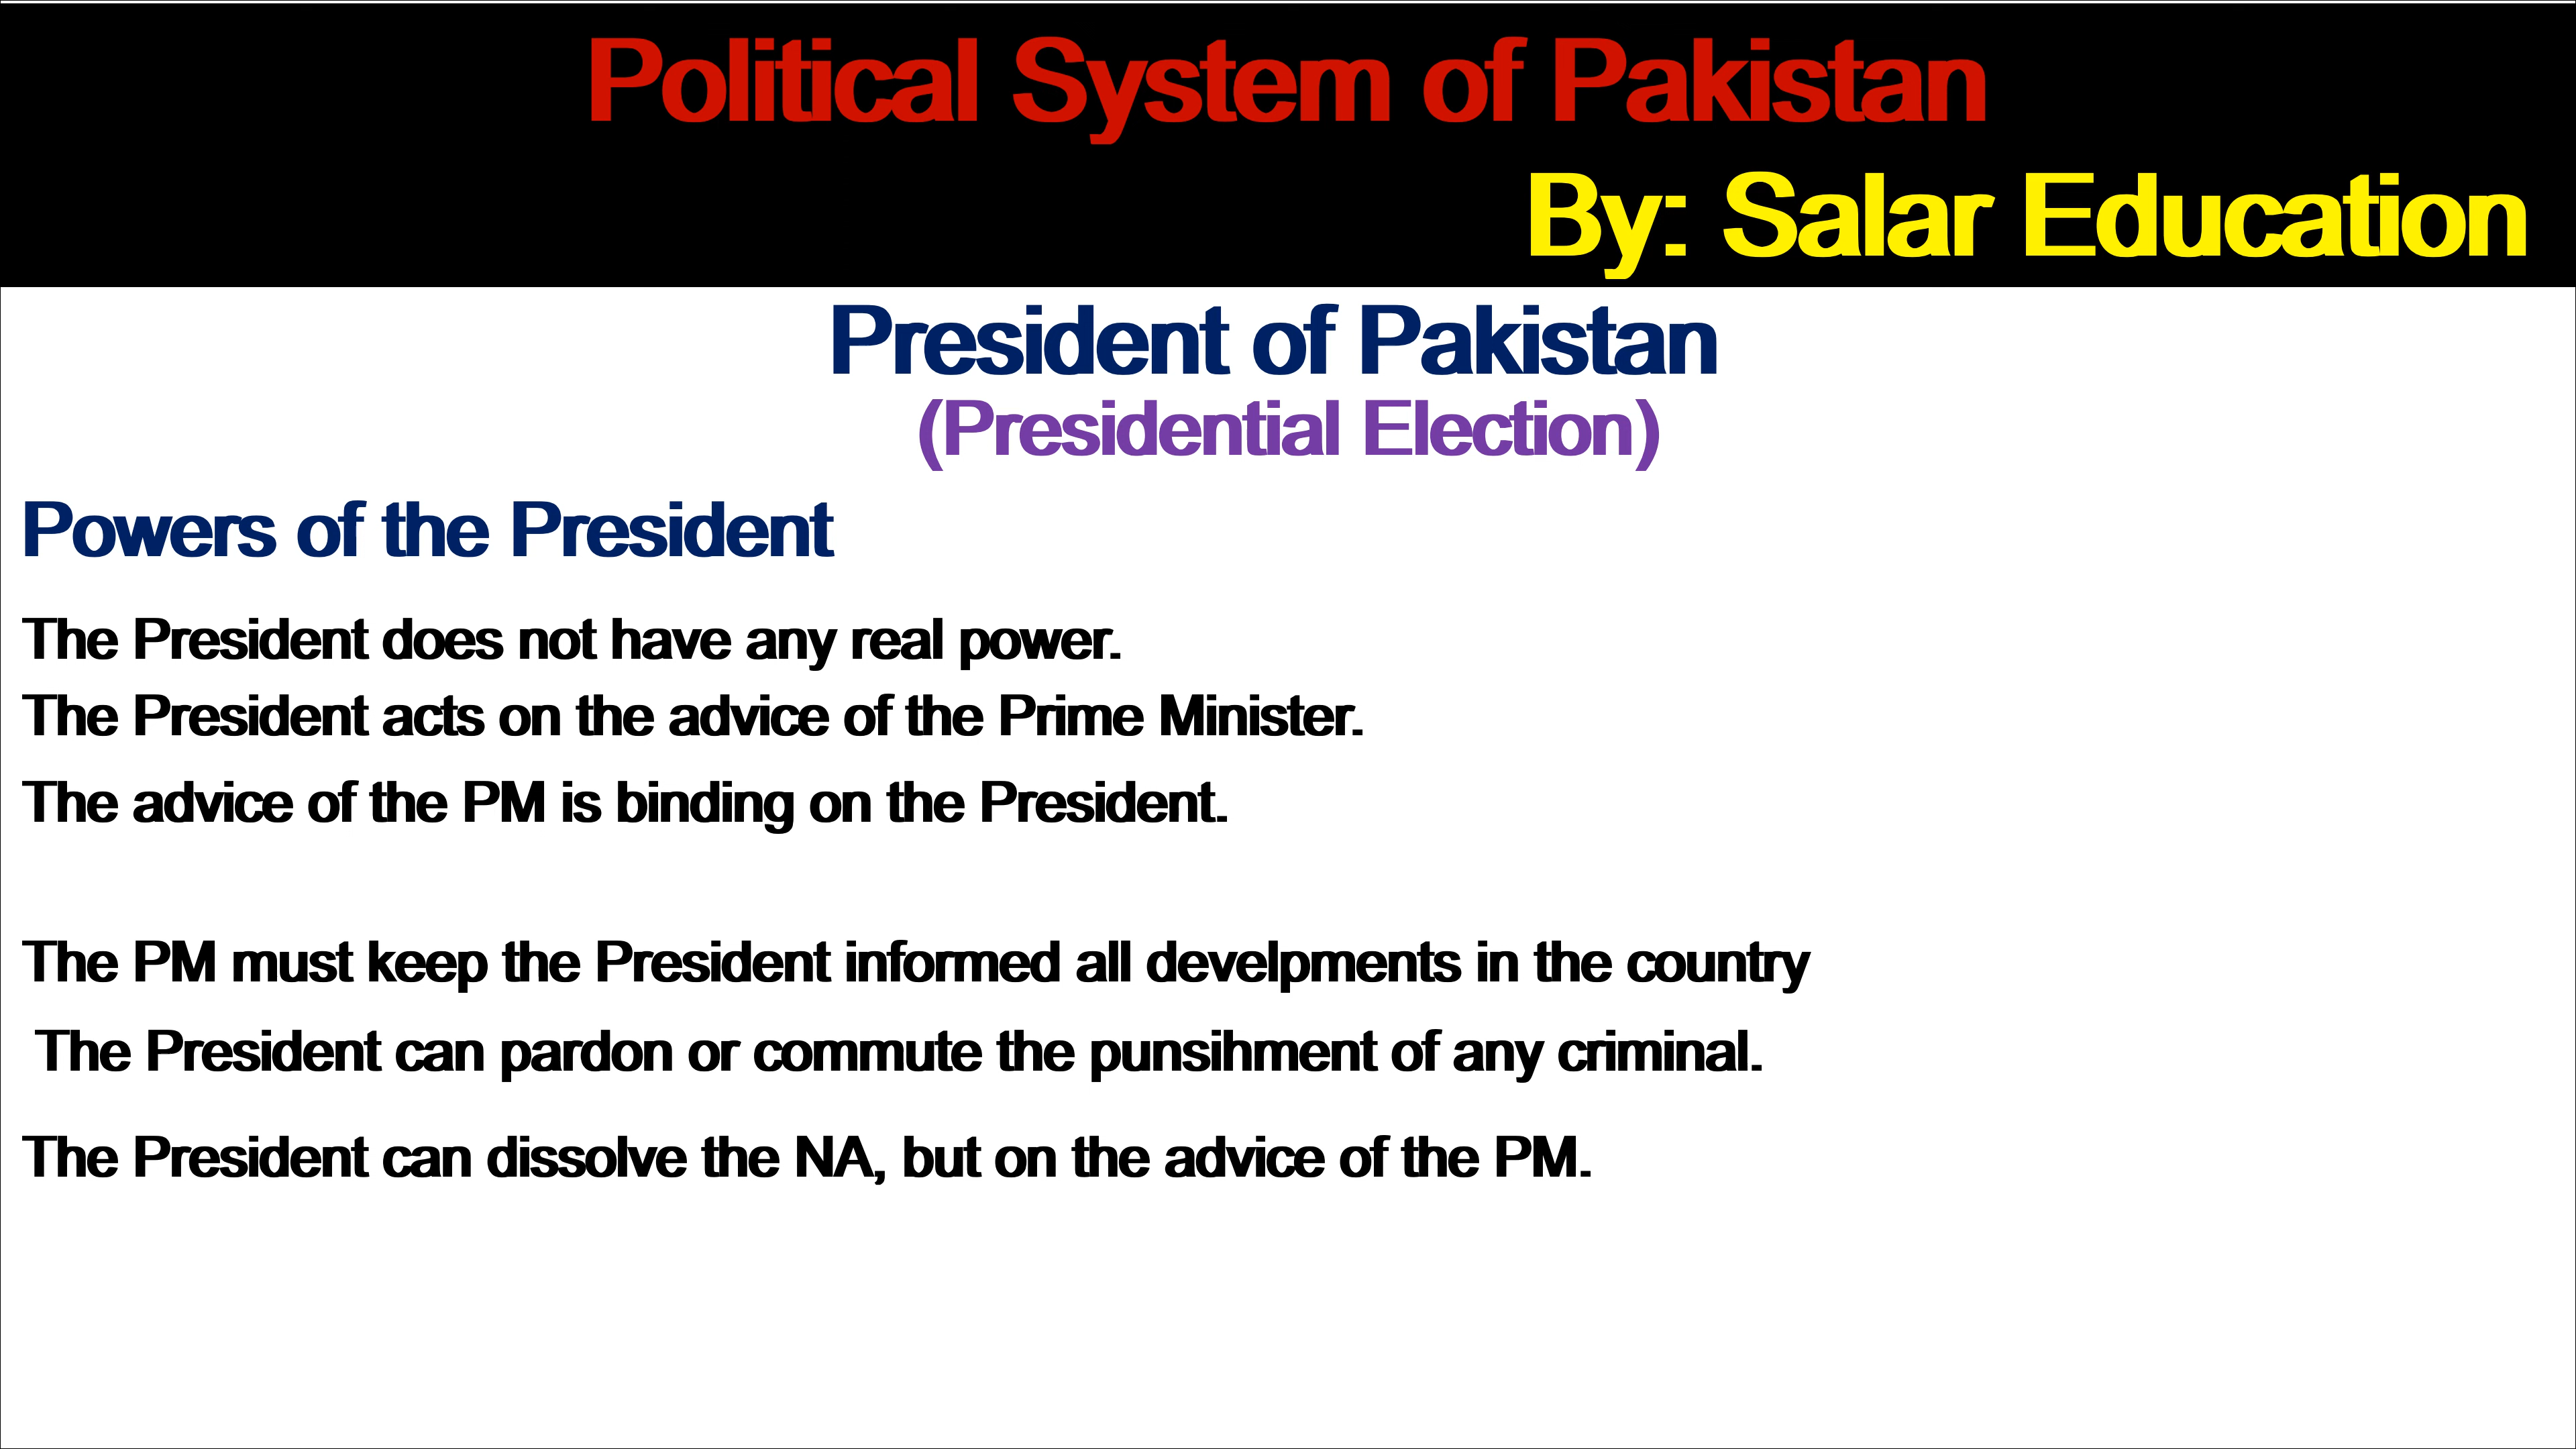 Political System of Pakistan
By: Salar Education
President of Pakistan
(Presidential Election)
Powers of the President
The President does not have any real power.
The President acts on the advice of the Prime Minister.
The advice of the PM is binding on the President.
The PM must keep the President informed all develpments in the country
The President can pardon or commute the punsihment of any criminal.
The President can dissolve the NA, but on the advice of the PM.